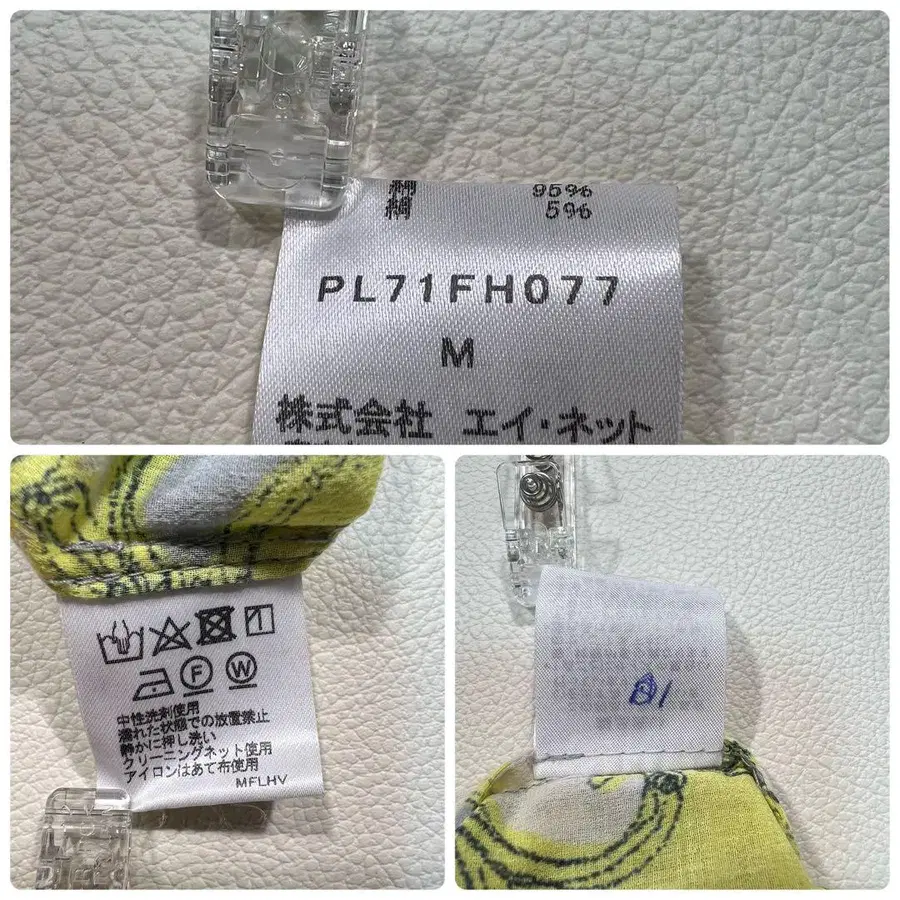 綿 95%
絹 5%
PL71FH077
M
株式会社 エイ・ネット
F W
中性洗剤使用
濡れた状態での放置禁止
静かに押し洗い
クリーニングネット使用
アイロンはあて布使用
MFLHV